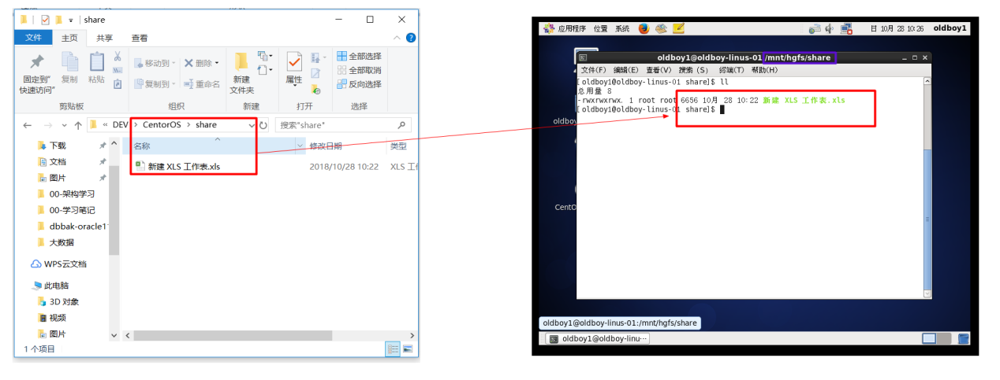 share
文件 主页 共享 查看
固定到"快速访问" 复制 粘贴 移动到 删除 复制到 重命名 新建文件夹 属性 全部选择 全部取消 反向选择
剪贴板 组织 新建 打开 选择
« DEV › CentorOS › share 搜索"share"
名称 修改日期 类型
新建 XLS 工作表.xls 2018/10/28 10:22 XLS 工
下载
文档
图片
00-架构学习
00-学习笔记
dbbak-oracle1
大数据
WPS云文档
此电脑
3D 对象
视频
图片
1 个项目
应用程序 位置 系统 日 10月 28 10:26 oldboy1
oldboy1@oldboy-linus-01:/mnt/hgfs/share
文件(F) 编辑(E) 查看(V) 搜索 (S) 终端(T) 帮助(H)
[oldboy1@oldboy-linus-01 share]$ ll
总用量 8
-rwxrwxrwx. 1 root root 6656 10月 28 10:22 新建 XLS 工作表.xls
[oldboy1@oldboy-linus-01 share]$
oldboy
CentO
oldboy1@oldboy-linus-01:/mnt/hgfs/share
oldboy1@oldboy-linu···